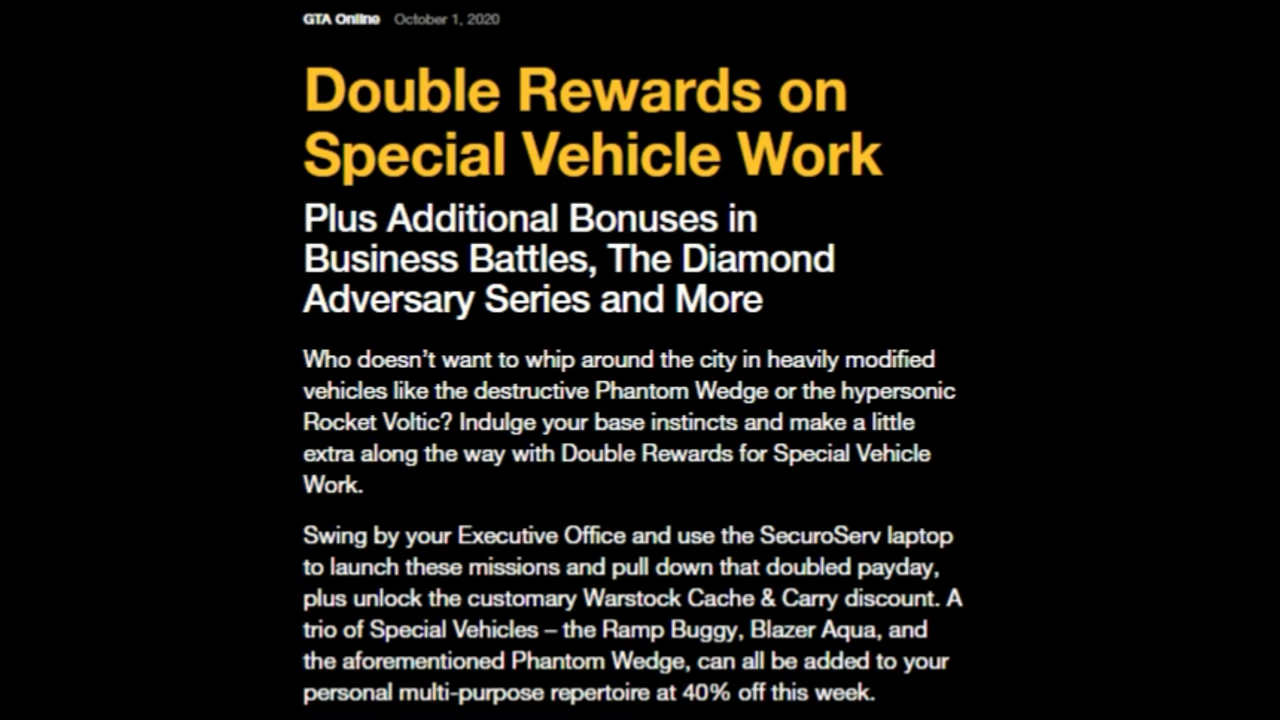 GTA Online October 1, 2020
Double Rewards on
Special Vehicle Work
Plus Additional Bonuses in
Business Battles, The Diamond
Adversary Series and More
Who doesn’t want to whip around the city in heavily modified
vehicles like the destructive Phantom Wedge or the hypersonic
Rocket Voltic? Indulge your base instincts and make a little
extra along the way with Double Rewards for Special Vehicle
Work.
Swing by your Executive Office and use the SecuroServ laptop
to launch these missions and pull down that doubled payday,
plus unlock the customary Warstock Cache & Carry discount. A
trio of Special Vehicles – the Ramp Buggy, Blazer Aqua, and
the aforementioned Phantom Wedge, can all be added to your
personal multi-purpose repertoire at 40% off this week.